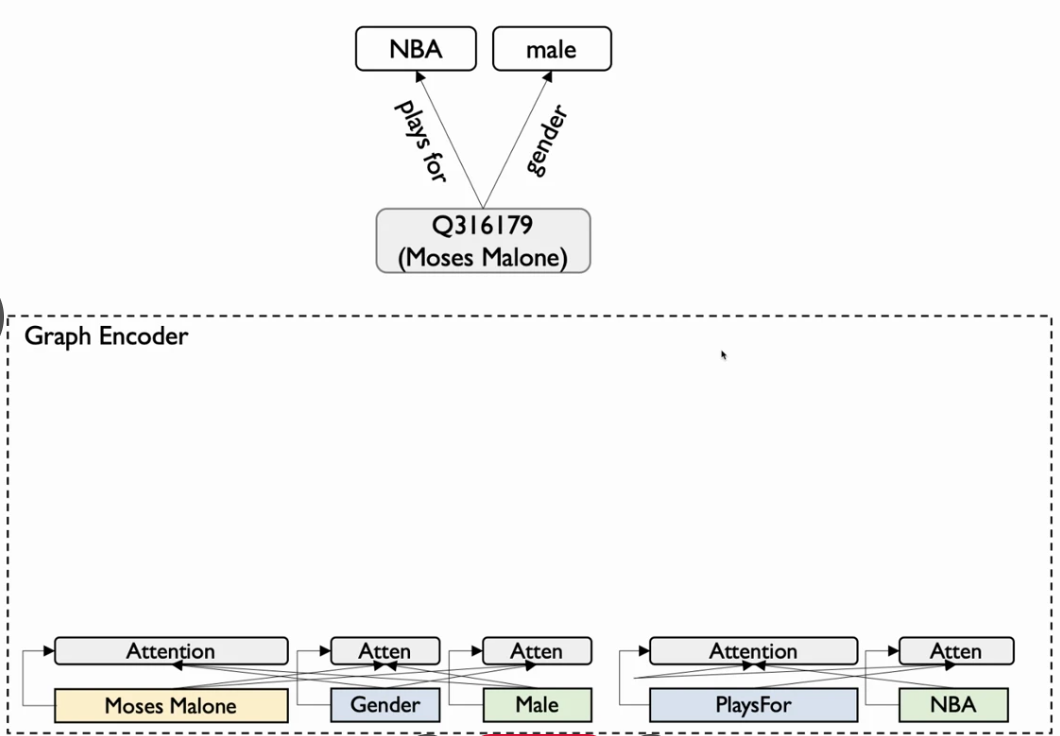 NBA
male
plays for
gender
Q316179
(Moses Malone)
Graph Encoder
Attention
Atten
Atten
Attention
Atten
Moses Malone
Gender
Male
PlaysFor
NBA